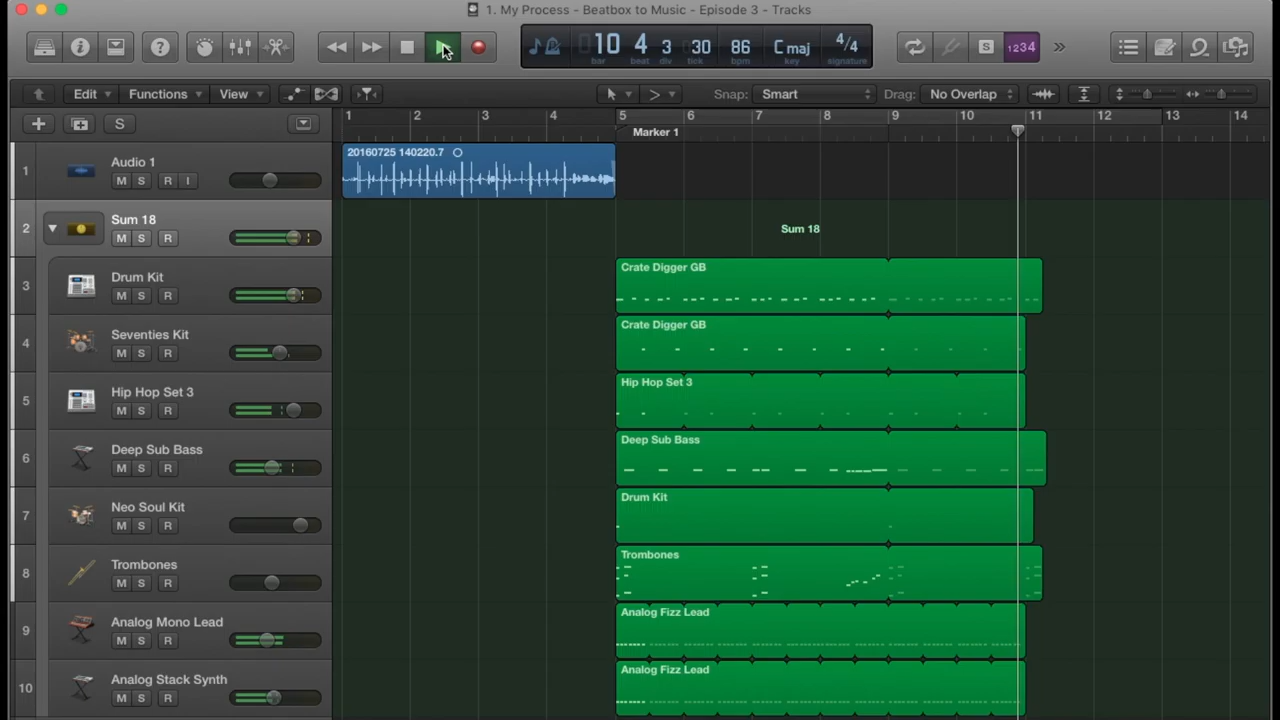 1. My Process - Beatbox to Music - Episode 3 - Tracks
10 4 3 30 86 C maj 4/4
bar beat div tick bpm key signature
S 1234
Edit Functions View Snap: Smart Drag: No Overlap
S 1 2 3 4 5 6 7 8 9 10 11 12 13 14
Marker 1
1 Audio 1 M S R I 20160725 140220.7
2 Sum 18 M S R Sum 18
3 Drum Kit M S R Crate Digger GB
4 Seventies Kit M S R Crate Digger GB
5 Hip Hop Set 3 M S R Hip Hop Set 3
6 Deep Sub Bass M S R Deep Sub Bass
7 Neo Soul Kit M S R Drum Kit
8 Trombones M S R Trombones
9 Analog Mono Lead M S R Analog Fizz Lead
10 Analog Stack Synth M S R Analog Fizz Lead